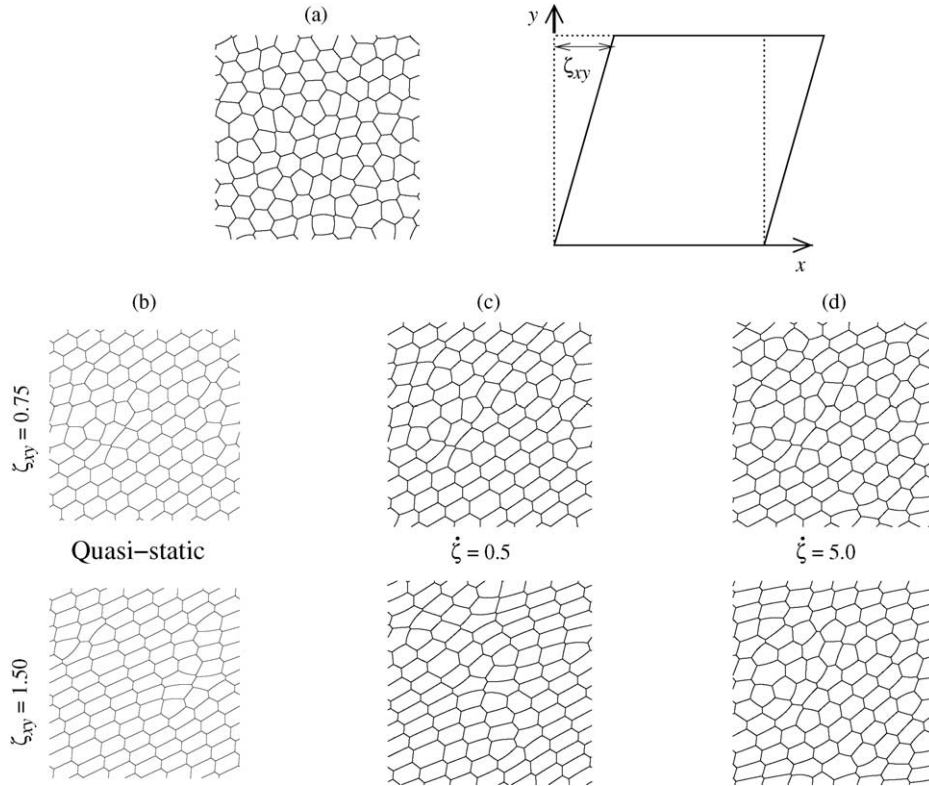 (a)
y
ζxy
x
(b) (c) (d)
ζxy = 0.75
Quasi−static ζ̇ = 0.5 ζ̇ = 5.0
ζxy = 1.50